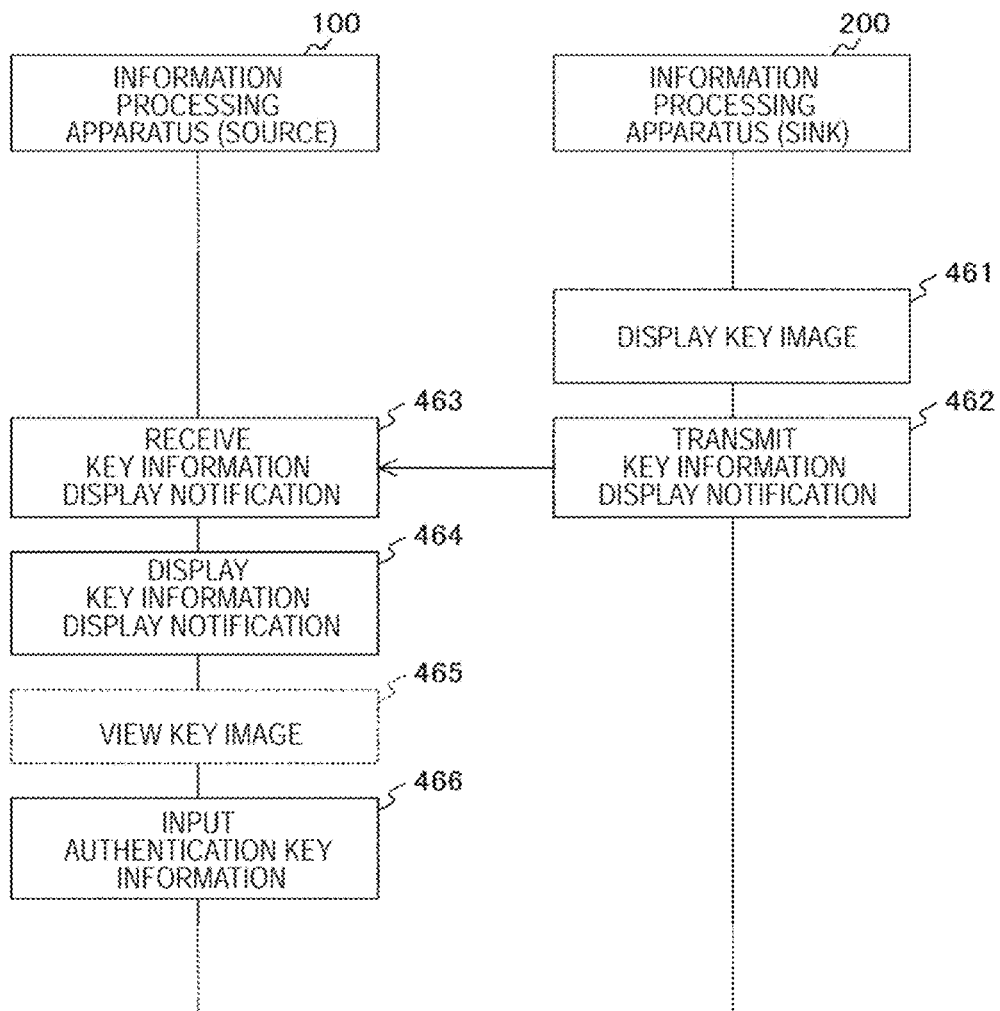 100
INFORMATION
PROCESSING
APPARATUS (SOURCE)
200
INFORMATION
PROCESSING
APPARATUS (SINK)
461
DISPLAY KEY IMAGE
463
RECEIVE
KEY INFORMATION
DISPLAY NOTIFICATION
462
TRANSMIT
KEY INFORMATION
DISPLAY NOTIFICATION
464
DISPLAY
KEY INFORMATION
DISPLAY NOTIFICATION
465
VIEW KEY IMAGE
466
INPUT
AUTHENTICATION KEY
INFORMATION